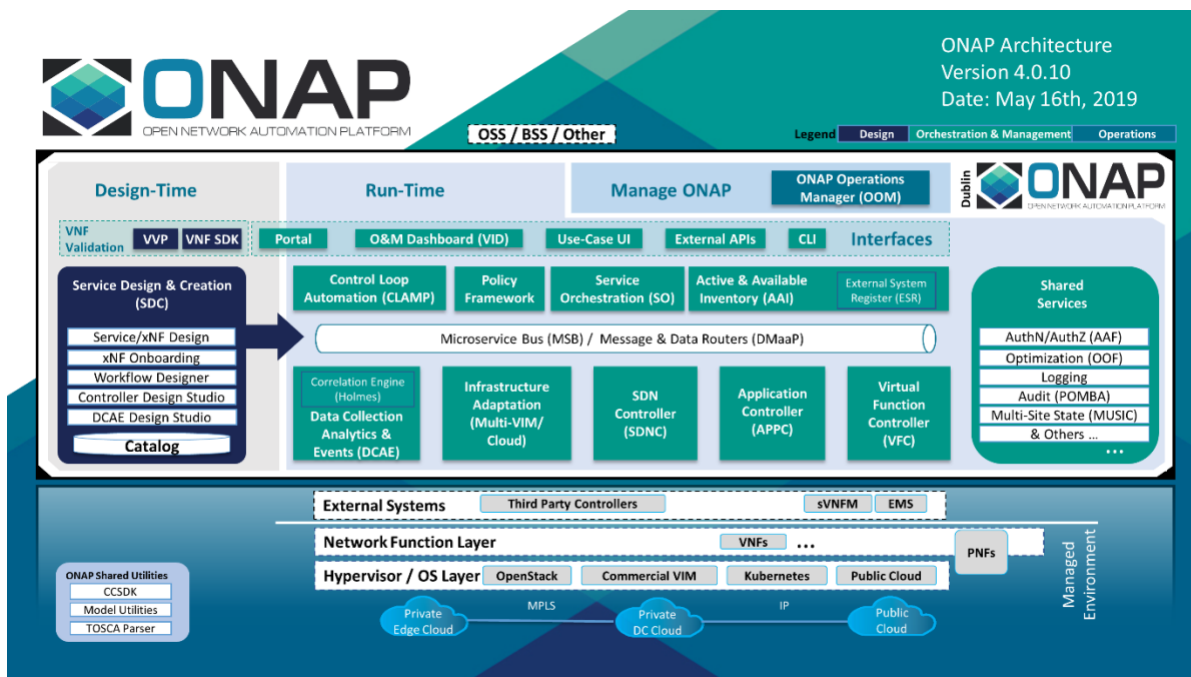 ONAP Architecture
Version 4.0.10
Date: May 16th, 2019
ONAP
OPEN NETWORK AUTOMATION PLATFORM
OSS / BSS / Other
Legend
Design
Orchestration & Management
Operations
Design-Time
Run-Time
Manage ONAP
ONAP Operations
Manager (OOM)
Dublin
ONAP
OPEN NETWORK AUTOMATION PLATFORM
VNF
Validation
VVP
VNF SDK
Portal
O&M Dashboard (VID)
Use-Case UI
External APIs
CLI
Interfaces
Service Design & Creation
(SDC)
Service/xNF Design
xNF Onboarding
Workflow Designer
Controller Design Studio
DCAE Design Studio
Catalog
Control Loop
Automation (CLAMP)
Policy
Framework
Service
Orchestration (SO)
Active & Available
Inventory (AAI)
External System
Register (ESR)
Microservice Bus (MSB) / Message & Data Routers (DMaaP)
Correlation Engine
(Holmes)
Data Collection
Analytics &
Events (DCAE)
Infrastructure
Adaptation
(Multi-VIM/
Cloud)
SDN
Controller
(SDNC)
Application
Controller
(APPC)
Virtual
Function
Controller
(VFC)
Shared
Services
AuthN/AuthZ (AAF)
Optimization (OOF)
Logging
Audit (POMBA)
Multi-Site State (MUSIC)
& Others ...
...
External Systems
Third Party Controllers
sVNFM
EMS
Network Function Layer
VNFs
...
PNFs
Hypervisor / OS Layer
OpenStack
Commercial VIM
Kubernetes
Public Cloud
Managed
Environment
ONAP Shared Utilities
CCSDK
Model Utilities
TOSCA Parser
Private
Edge Cloud
MPLS
Private
DC Cloud
IP
Public
Cloud